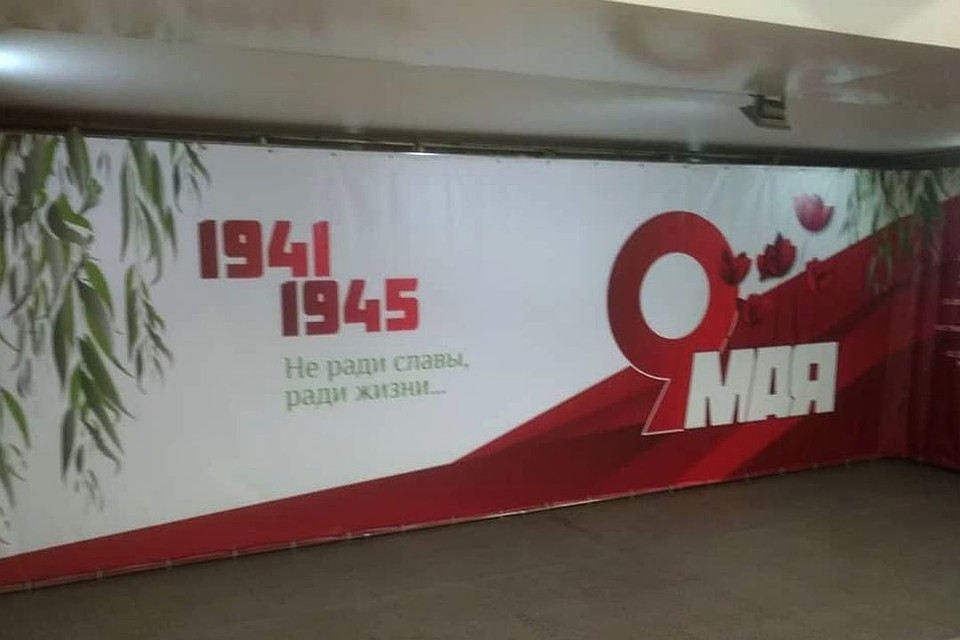 1941
1945
Не ради славы,
ради жизни...
9
МАЯ